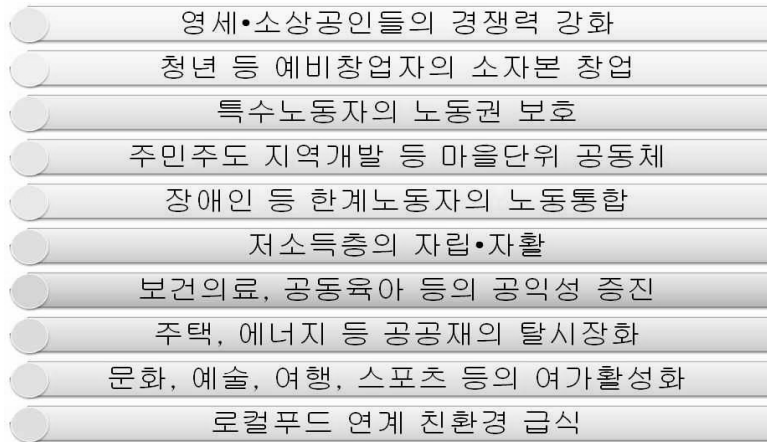 영세•소상공인들의 경쟁력 강화
청년 등 예비창업자의 소자본 창업
특수노동자의 노동권 보호
주민주도 지역개발 등 마을단위 공동체
장애인 등 한계노동자의 노동통합
저소득층의 자립•자활
보건의료, 공동육아 등의 공익성 증진
주택, 에너지 등 공공재의 탈시장화
문화, 예술, 여행, 스포츠 등의 여가활성화
로컬푸드 연계 친환경 급식